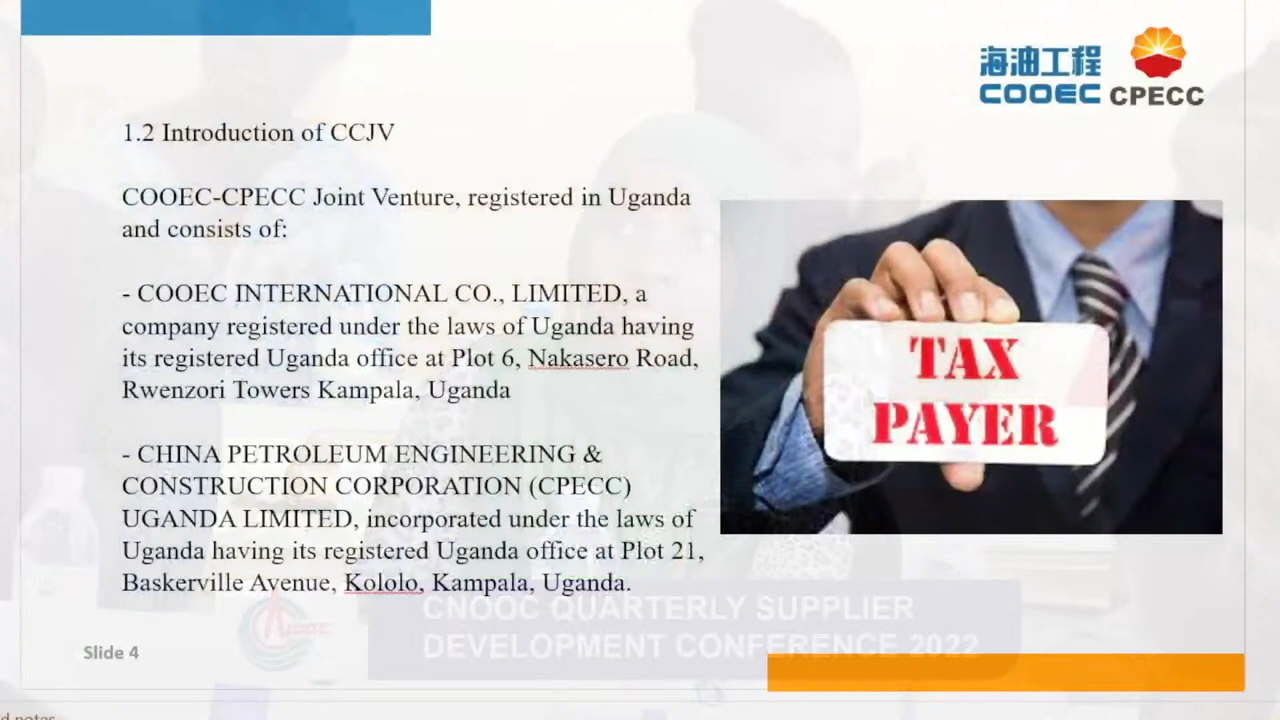 海油工程
COOEC CPECC
1.2 Introduction of CCJV
COOEC-CPECC Joint Venture, registered in Uganda
and consists of:
- COOEC INTERNATIONAL CO., LIMITED, a
company registered under the laws of Uganda having
its registered Uganda office at Plot 6, Nakasero Road,
Rwenzori Towers Kampala, Uganda
- CHINA PETROLEUM ENGINEERING &
CONSTRUCTION CORPORATION (CPECC)
UGANDA LIMITED, incorporated under the laws of
Uganda having its registered Uganda office at Plot 21,
Baskerville Avenue, Kololo, Kampala, Uganda.
TAX
PAYER
CNOOC QUARTERLY SUPPLIER
DEVELOPMENT CONFERENCE 2022
Slide 4
d notes